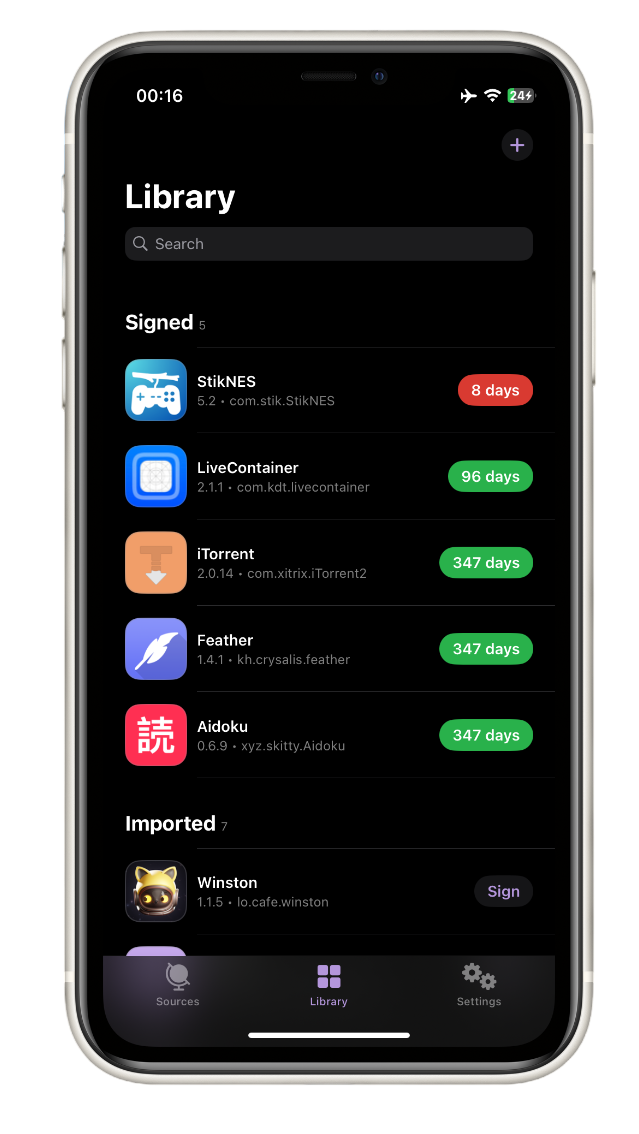 00:16
24
Library
Search
Signed 5
StikNES
5.2 • com.stik.StikNES
8 days
LiveContainer
2.1.1 • com.kdt.livecontainer
96 days
iTorrent
2.0.14 • com.xitrix.iTorrent2
347 days
Feather
1.4.1 • kh.crysalis.feather
347 days
読
Aidoku
0.6.9 • xyz.skitty.Aidoku
347 days
Imported 7
Winston
1.1.5 • lo.cafe.winston
Sign
Sources
Library
Settings